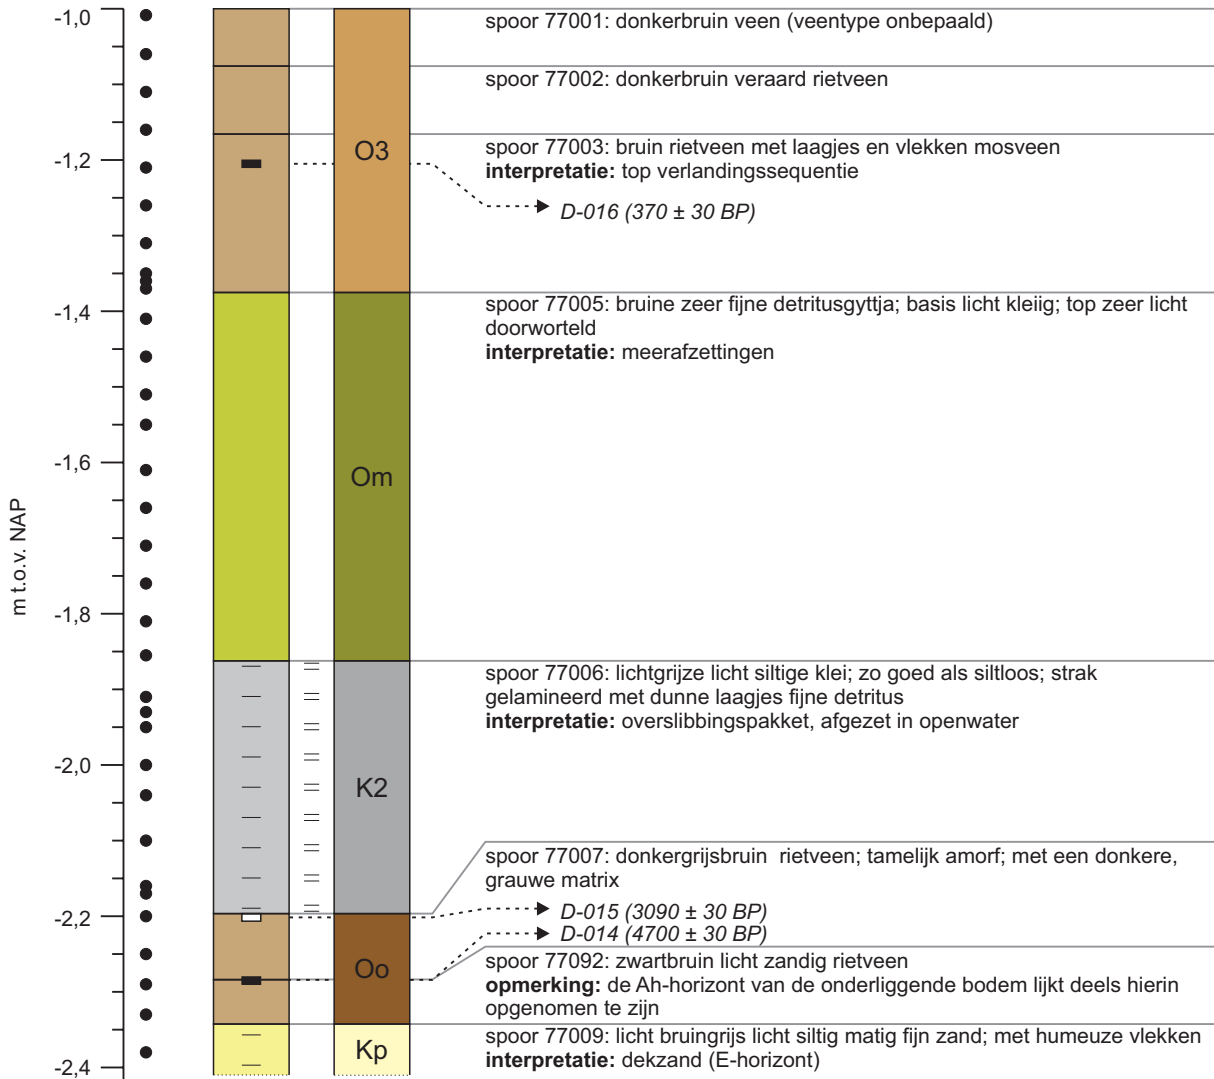 -1,0
spoor 77001: donkerbruin veen (veentype onbepaald)
spoor 77002: donkerbruin veraard rietveen
spoor 77003: bruin rietveen met laagjes en vlekken mosveen
interpretatie: top verlandingssequentie
-1,2
O3
D-016 (370 ± 30 BP)
spoor 77005: bruine zeer fijne detritusgyttja; basis licht kleiig; top zeer licht
doorworteld
interpretatie: meerafzettingen
-1,4
Om
-1,6
m t.o.v. NAP
-1,8
spoor 77006: lichtgrijze licht siltige klei; zo goed als siltloos; strak
gelamineerd met dunne laagjes fijne detritus
interpretatie: overslibbingspakket, afgezet in openwater
-2,0
K2
spoor 77007: donkergrijsbruin rietveen; tamelijk amorf; met een donkere,
grauwe matrix
-2,2
D-015 (3090 ± 30 BP)
D-014 (4700 ± 30 BP)
Oo
spoor 77092: zwartbruin licht zandig rietveen
opmerking: de Ah-horizont van de onderliggende bodem lijkt deels hierin
opgenomen te zijn
spoor 77009: licht bruingrijs licht siltig matig fijn zand; met humeuze vlekken
interpretatie: dekzand (E-horizont)
Kp
-2,4